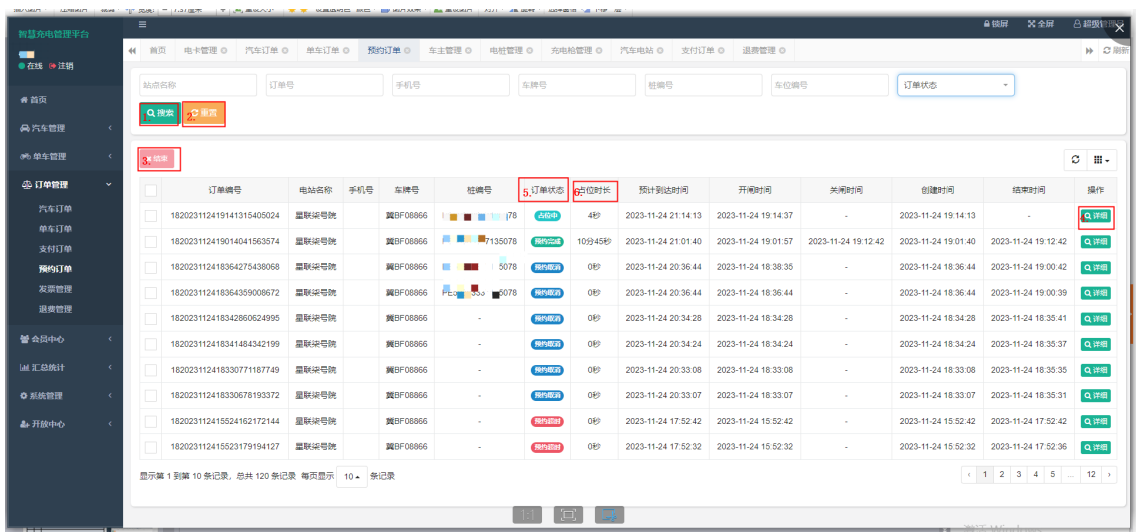 智慧充电管理平台
在线 注销
首页
汽车管理
单车管理
订单管理
汽车订单
单车订单
支付订单
预约订单
发票管理
退费管理
会员中心
汇总统计
系统管理
开放中心
锁屏 全屏 超级管理员
首页 电卡管理 汽车订单 单车订单 预约订单 车主管理 电桩管理 充电枪管理 汽车电站 支付订单 退费管理 刷新
站点名称 订单号 手机号 车牌号 桩编号 车位编号 订单状态
1. 搜索 2. 重置
3. 结束
订单编号 电站名称 手机号 车牌号 桩编号 5. 订单状态 6. 占位时长 预计到达时间 开闸时间 关闸时间 创建时间 结束时间 操作
182023112419141315405024 星联柒号院 冀BF08866 78 占位中 4秒 2023-11-24 21:14:13 2023-11-24 19:14:37 - 2023-11-24 19:14:13 - 详细
182023112419014041563574 星联柒号院 冀BF08866 7135078 预约完成 10分45秒 2023-11-24 21:01:40 2023-11-24 19:01:57 2023-11-24 19:12:42 2023-11-24 19:01:40 2023-11-24 19:12:42 详细
182023112418364275438068 星联柒号院 冀BF08866 5078 预约取消 0秒 2023-11-24 20:36:44 2023-11-24 18:38:35 - 2023-11-24 18:36:44 2023-11-24 19:00:42 详细
182023112418364359008672 星联柒号院 冀BF08866 5078 预约取消 0秒 2023-11-24 20:36:44 2023-11-24 18:36:44 - 2023-11-24 18:36:44 2023-11-24 19:00:39 详细
182023112418342860624995 星联柒号院 冀BF08866 - 预约取消 0秒 2023-11-24 20:34:28 2023-11-24 18:34:28 - 2023-11-24 18:34:28 2023-11-24 18:35:41 详细
182023112418341484342199 星联柒号院 冀BF08866 - 预约取消 0秒 2023-11-24 20:34:24 2023-11-24 18:34:24 - 2023-11-24 18:34:24 2023-11-24 18:35:37 详细
182023112418330771187749 星联柒号院 冀BF08866 - 预约取消 0秒 2023-11-24 20:33:08 2023-11-24 18:33:08 - 2023-11-24 18:33:08 2023-11-24 18:35:35 详细
182023112418330678193372 星联柒号院 冀BF08866 - 预约取消 0秒 2023-11-24 20:33:07 2023-11-24 18:33:07 - 2023-11-24 18:33:07 2023-11-24 18:35:31 详细
182023112415524162172144 星联柒号院 冀BF08866 - 预约超时 0秒 2023-11-24 17:52:42 2023-11-24 15:52:42 - 2023-11-24 15:52:42 2023-11-24 17:52:42 详细
182023112415523179194127 星联柒号院 冀BF08866 - 预约超时 0秒 2023-11-24 17:52:32 2023-11-24 15:52:32 - 2023-11-24 15:52:32 2023-11-24 17:52:36 详细
显示第 1 到第 10 条记录，总共 120 条记录 每页显示 10 条记录
‹ 1 2 3 4 5 ... 12 ›
1:1